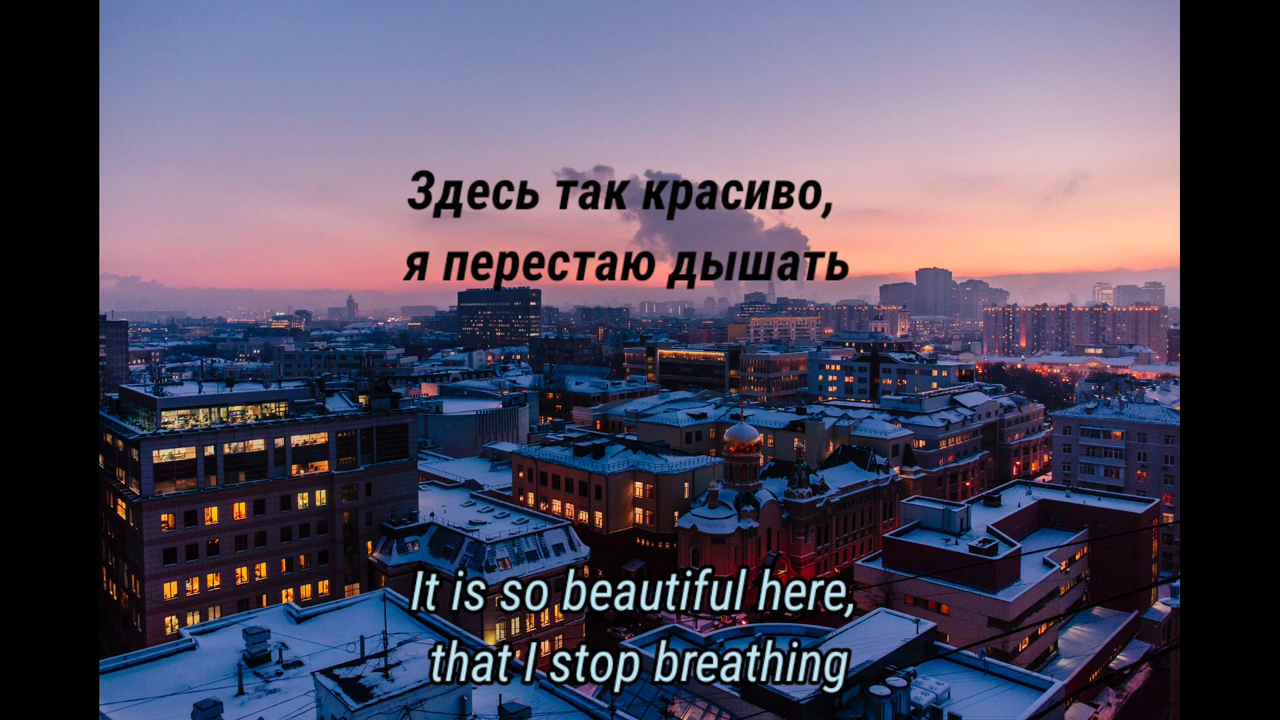 Здесь так красиво,
я перестаю дышать
It is so beautiful here,
that I stop breathing